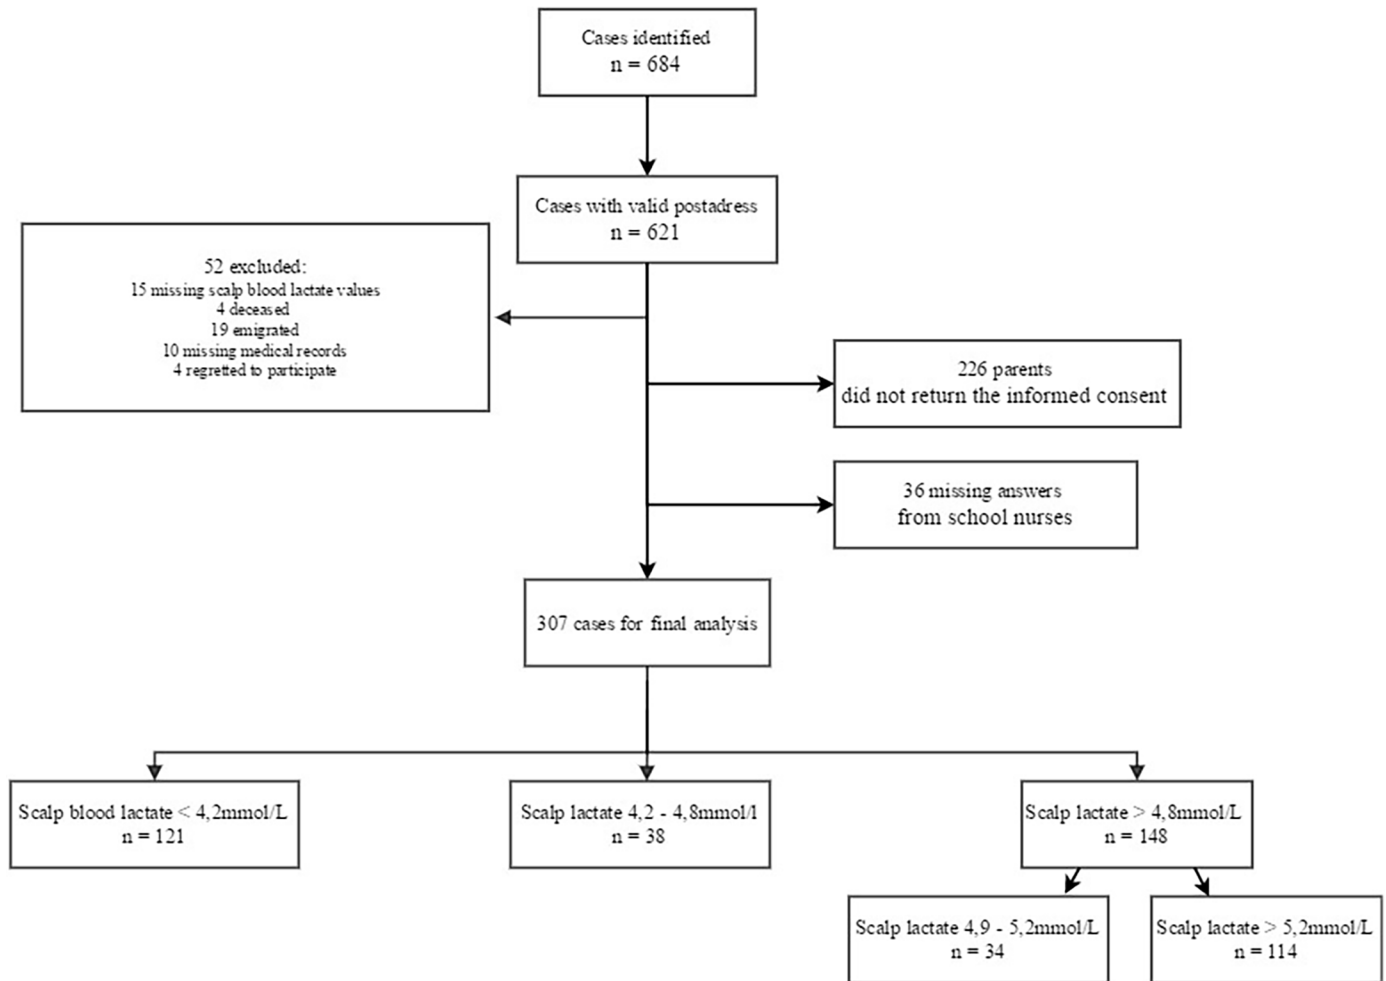 Cases identified
n = 684
Cases with valid postadress
n = 621
52 excluded:
15 missing scalp blood lactate values
4 deceased
19 emigrated
10 missing medical records
4 regretted to participate
226 parents
did not return the informed consent
36 missing answers
from school nurses
307 cases for final analysis
Scalp blood lactate < 4,2mmol/L
n = 121
Scalp lactate 4,2 - 4,8mmol/l
n = 38
Scalp lactate > 4,8mmol/L
n = 148
Scalp lactate 4,9 - 5,2mmol/L
n = 34
Scalp lactate > 5,2mmol/L
n = 114